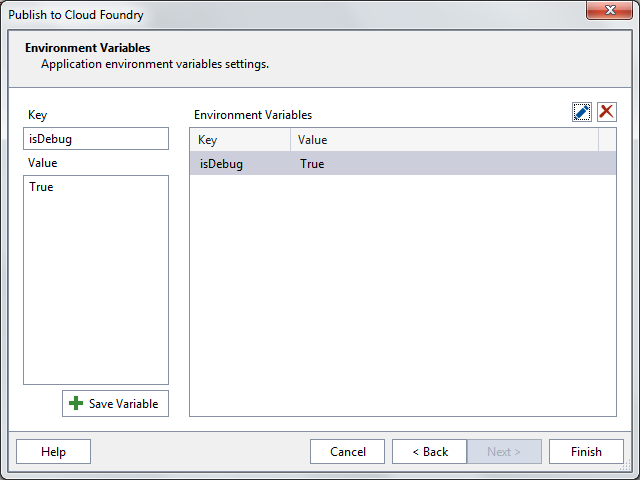 Publish to Cloud Foundry
Environment Variables
Application environment variables settings.
Key
isDebug
Value
True
Save Variable
Environment Variables
Key Value
isDebug True
Help Cancel < Back Next > Finish